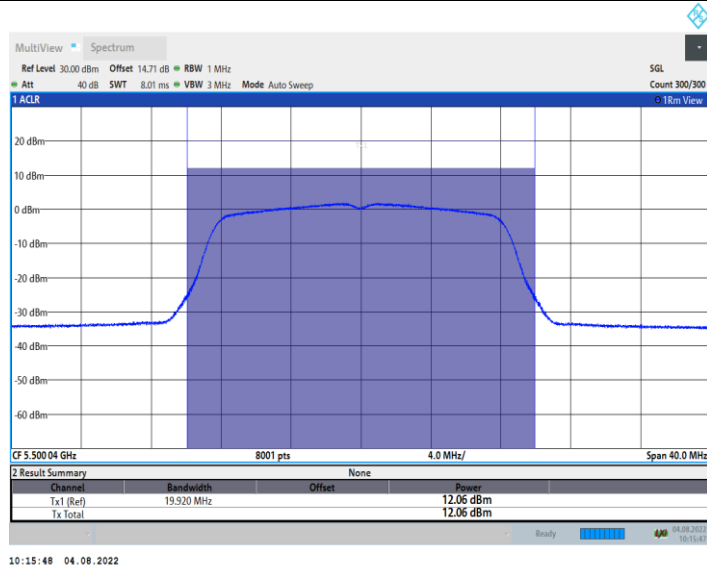 MultiView Spectrum
Ref Level 30.00 dBm Offset 14.71 dB RBW 1 MHz SGL
Att 40 dB SWT 8.01 ms VBW 3 MHz Mode Auto Sweep Count 300/300
1 ACLR 1Rm View
20 dBm
10 dBm
0 dBm
-10 dBm
-20 dBm
-30 dBm
-40 dBm
-50 dBm
-60 dBm
CF 5.500 04 GHz 8001 pts 4.0 MHz/ Span 40.0 MHz
2 Result Summary None
Channel Bandwidth Offset Power
Tx1 (Ref) 19.920 MHz 12.06 dBm
Tx Total 12.06 dBm
Ready 04.08.2022
10:15:47
10:15:48 04.08.2022